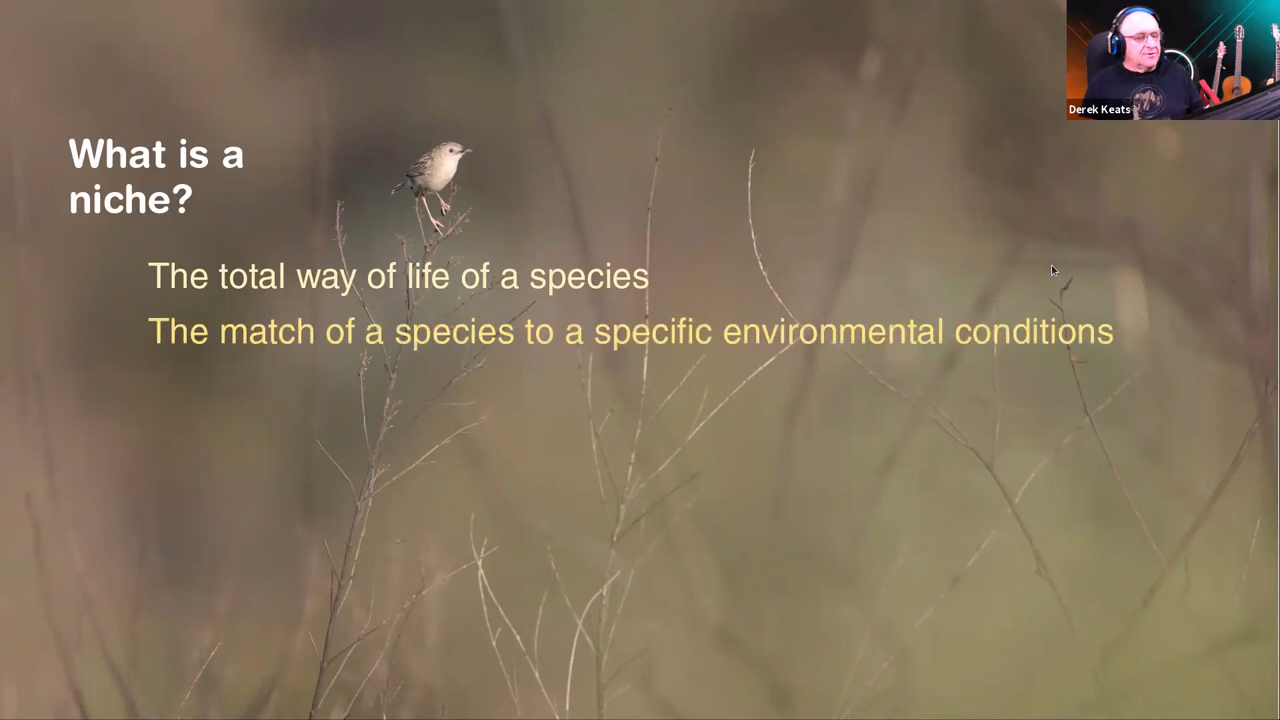 Derek Keats
What is a
niche?
The total way of life of a species
The match of a species to a specific environmental conditions